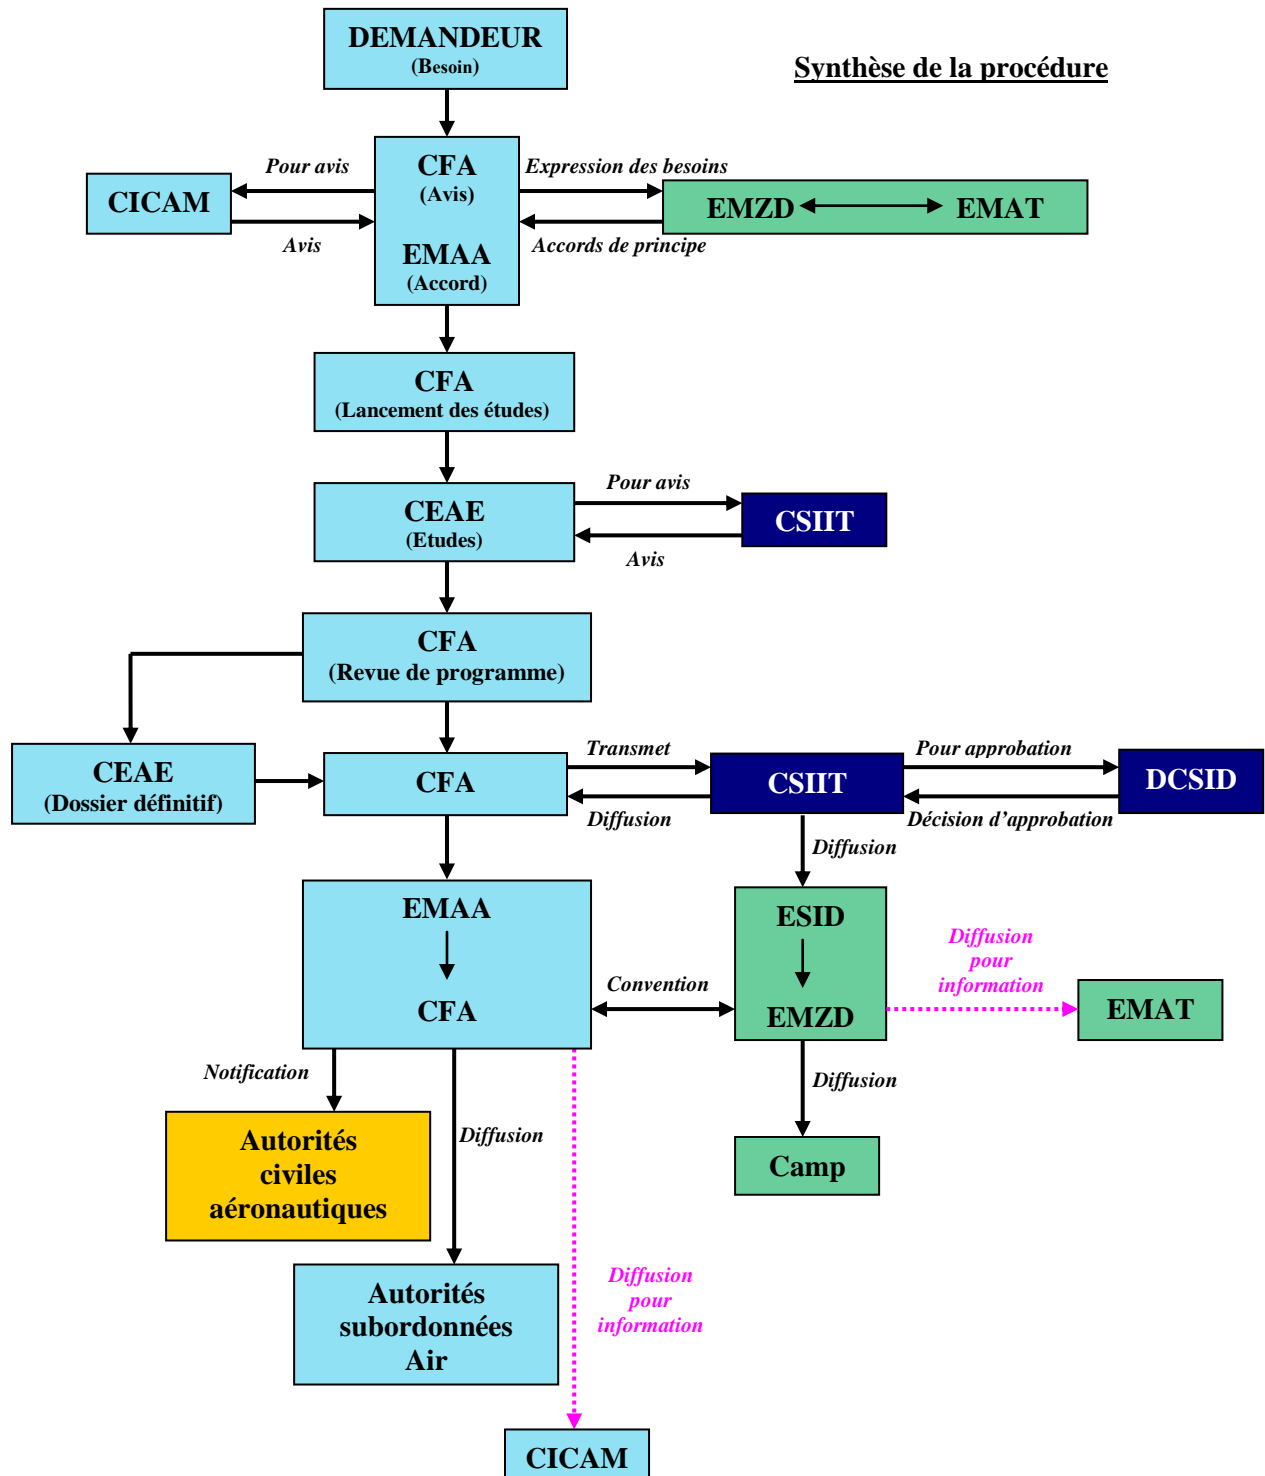 DEMANDEUR
(Besoin)
Synthèse de la procédure
Pour avis
CFA
(Avis)
Expression des besoins
CICAM
EMZD
EMAT
Avis
EMAA
(Accord)
Accords de principe
CFA
(Lancement des études)
CEAE
(Etudes)
Pour avis
CSIIT
Avis
CFA
(Revue de programme)
CEAE
(Dossier définitif)
CFA
Transmet
CSIIT
Pour approbation
DCSID
Diffusion
Décision d’approbation
Diffusion
EMAA
CFA
Convention
ESID
EMZD
Diffusion
pour
information
EMAT
Notification
Diffusion
Diffusion
Autorités
civiles
aéronautiques
Camp
Autorités
subordonnées
Air
Diffusion
pour
information
CICAM